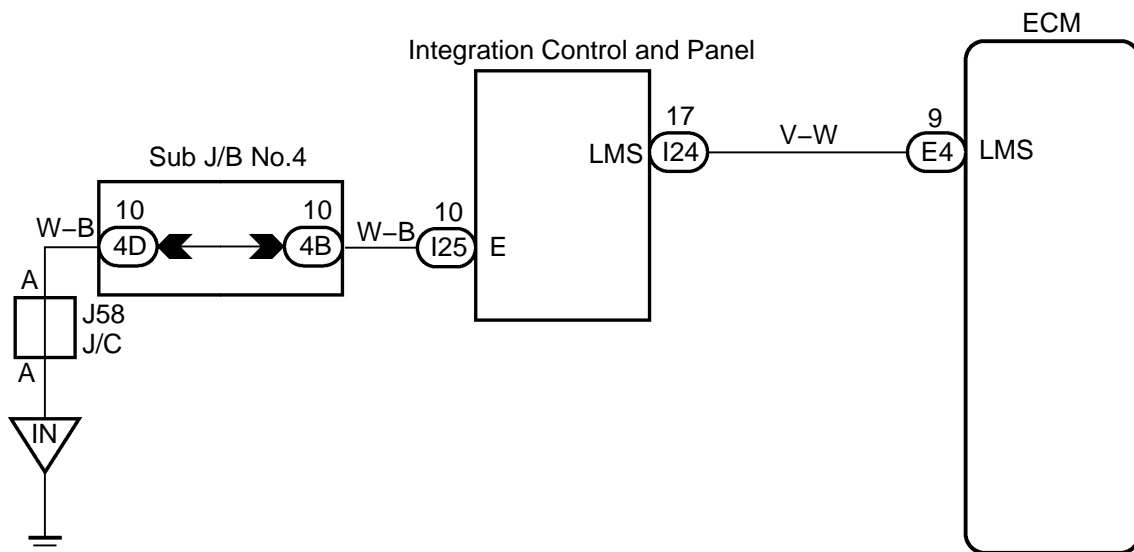 ECM
Integration Control and Panel
17
9
LMS
I24
V–W
E4
LMS
Sub J/B No.4
10
10
10
W–B
4D
4B
W–B
I25
E
A
J58
J/C
A
IN